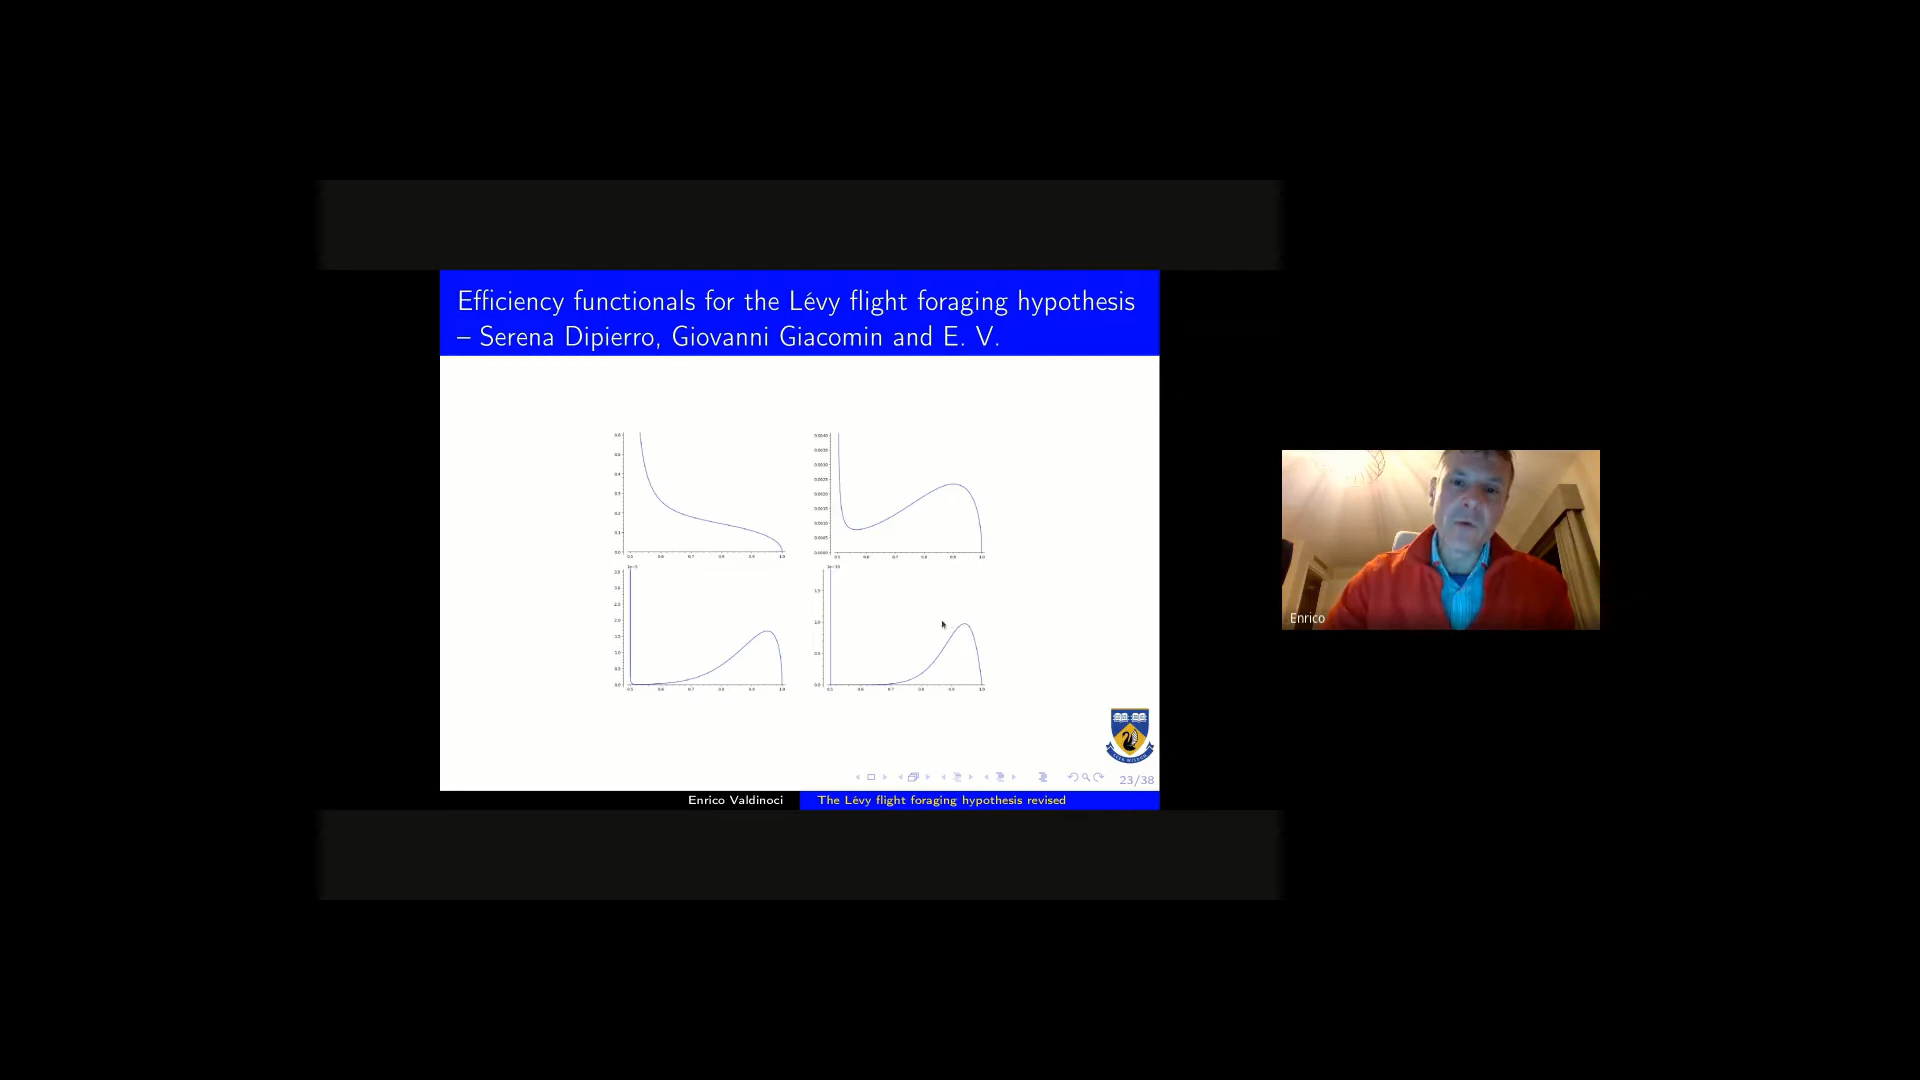 Efficiency functionals for the Lévy flight foraging hypothesis
– Serena Dipierro, Giovanni Giacomin and E. V.
Enrico
23/38
Enrico Valdinoci
The Lévy flight foraging hypothesis revised